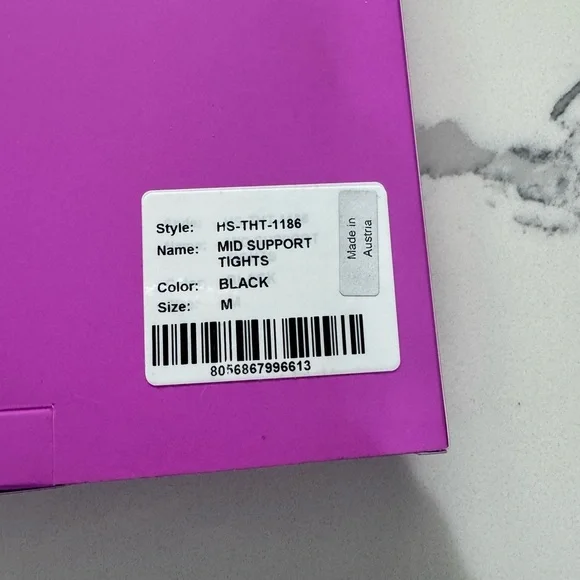 Style: HS-THT-1186
Name: MID SUPPORT
TIGHTS
Color: BLACK
Size: M
Made in
Austria
8056867996613